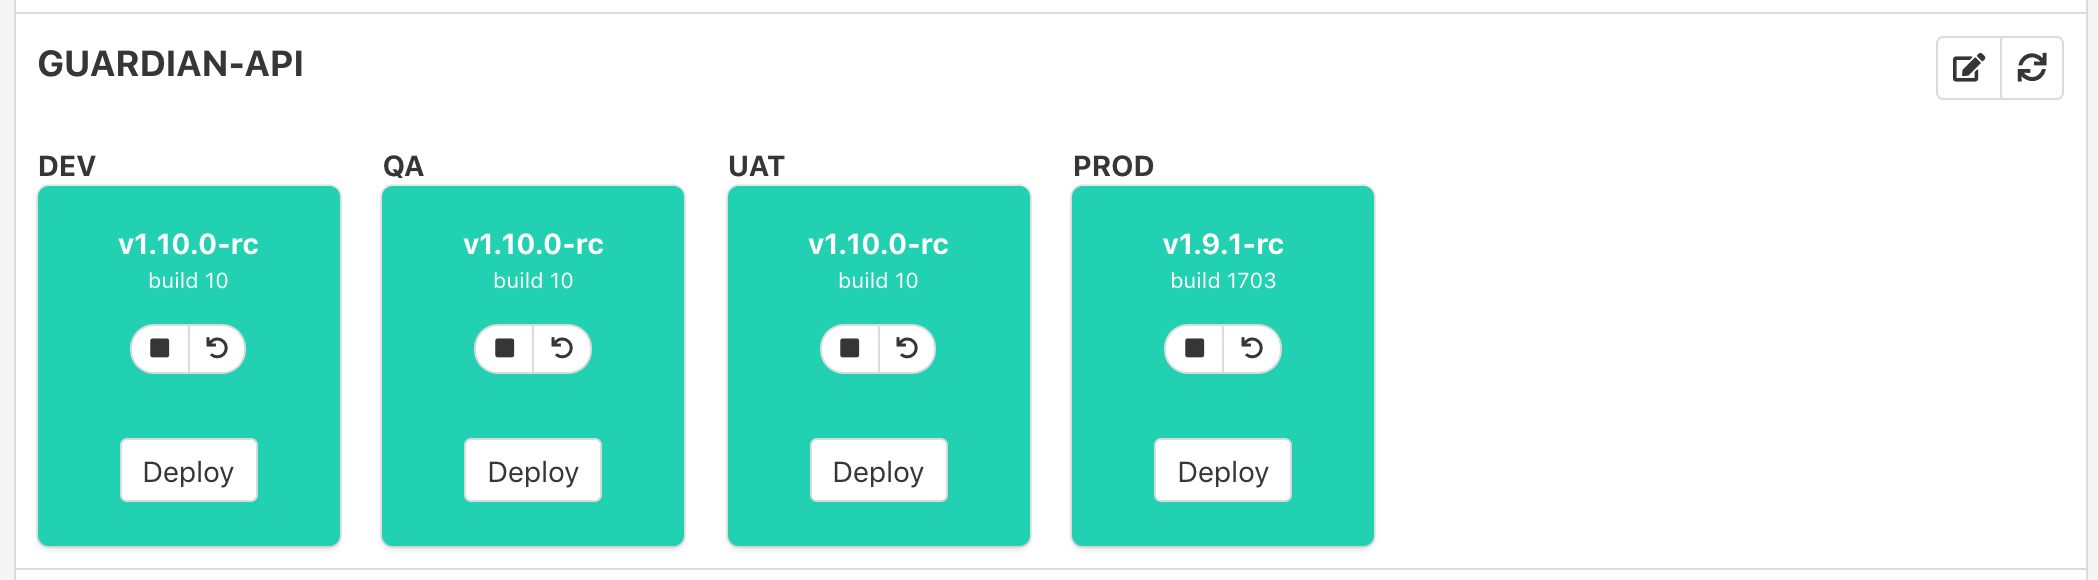 GUARDIAN-API
DEV
v1.10.0-rc
build 10
Deploy
QA
v1.10.0-rc
build 10
Deploy
UAT
v1.10.0-rc
build 10
Deploy
PROD
v1.9.1-rc
build 1703
Deploy